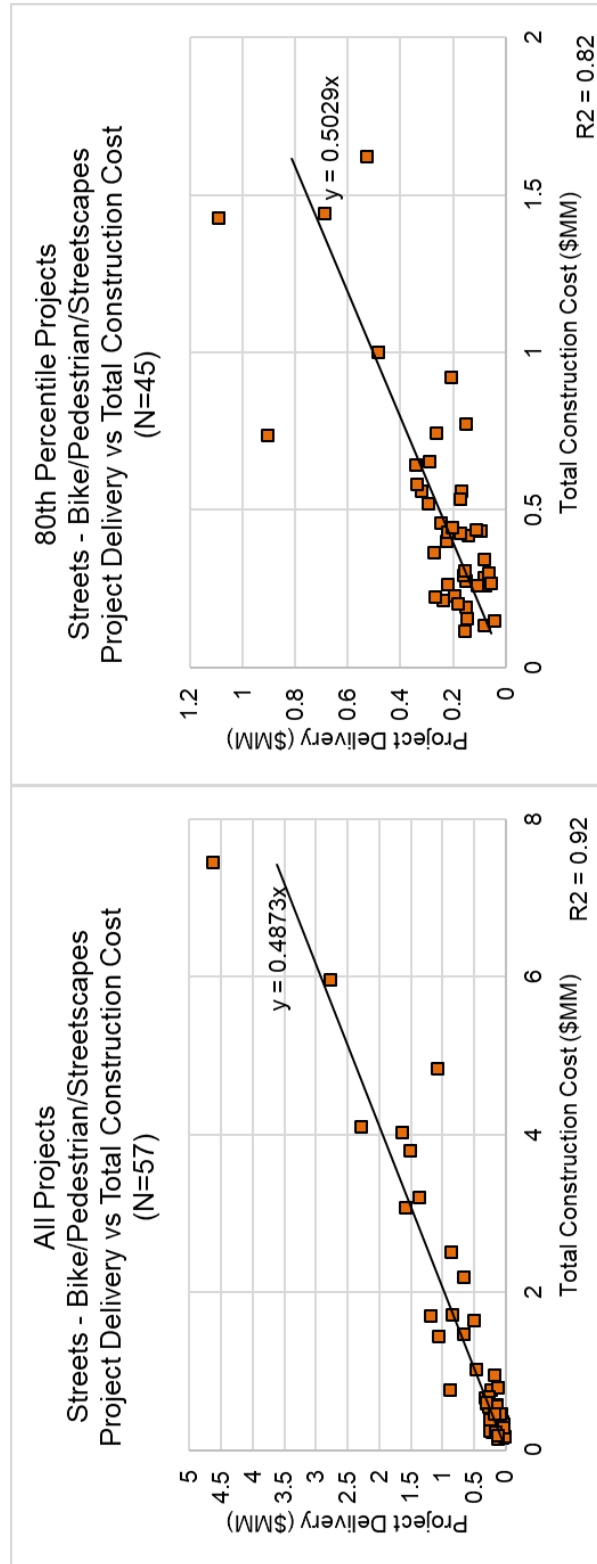 All Projects
Streets - Bike/Pedestrian/Streetscapes
Project Delivery vs Total Construction Cost
(N=57)
Project Delivery ($MM)
5
4.5
4
3.5
3
2.5
2
1.5
1
0.5
0
y = 0.4873x
0
2
4
6
8
Total Construction Cost ($MM)
R2 = 0.92
80th Percentile Projects
Streets - Bike/Pedestrian/Streetscapes
Project Delivery vs Total Construction Cost
(N=45)
Project Delivery ($MM)
1.2
1
0.8
0.6
0.4
0.2
0
y = 0.5029x
0
0.5
1
1.5
2
Total Construction Cost ($MM)
R2 = 0.82